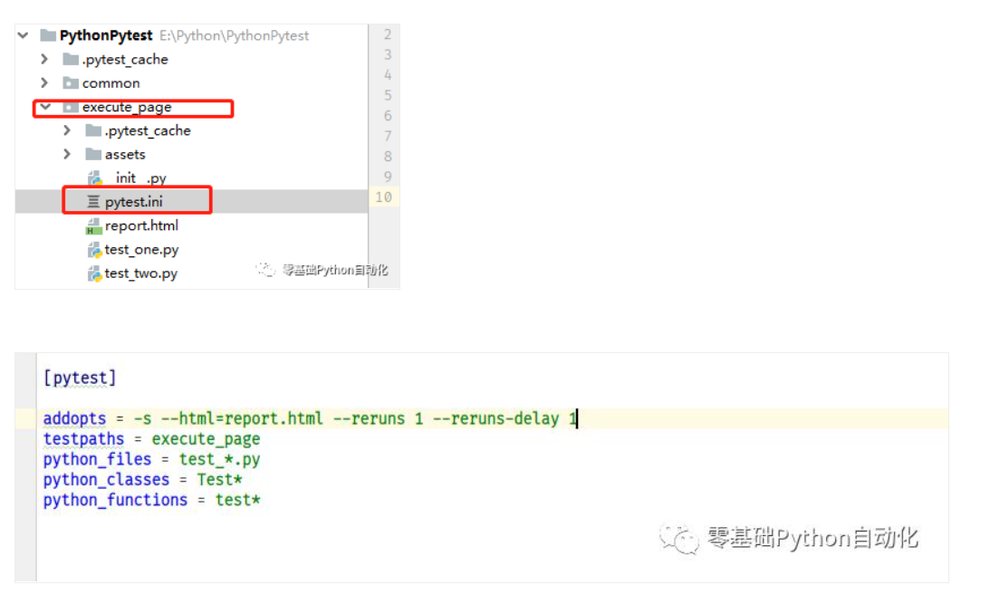 PythonPytest E:\Python\PythonPytest
.pytest_cache
common
execute_page
.pytest_cache
assets
__init__.py
pytest.ini
report.html
test_one.py
test_two.py
2
3
4
5
6
7
8
9
10
零基础Python自动化
[pytest]
addopts = -s --html=report.html --reruns 1 --reruns-delay 1
testpaths = execute_page
python_files = test_*.py
python_classes = Test*
python_functions = test*
零基础Python自动化